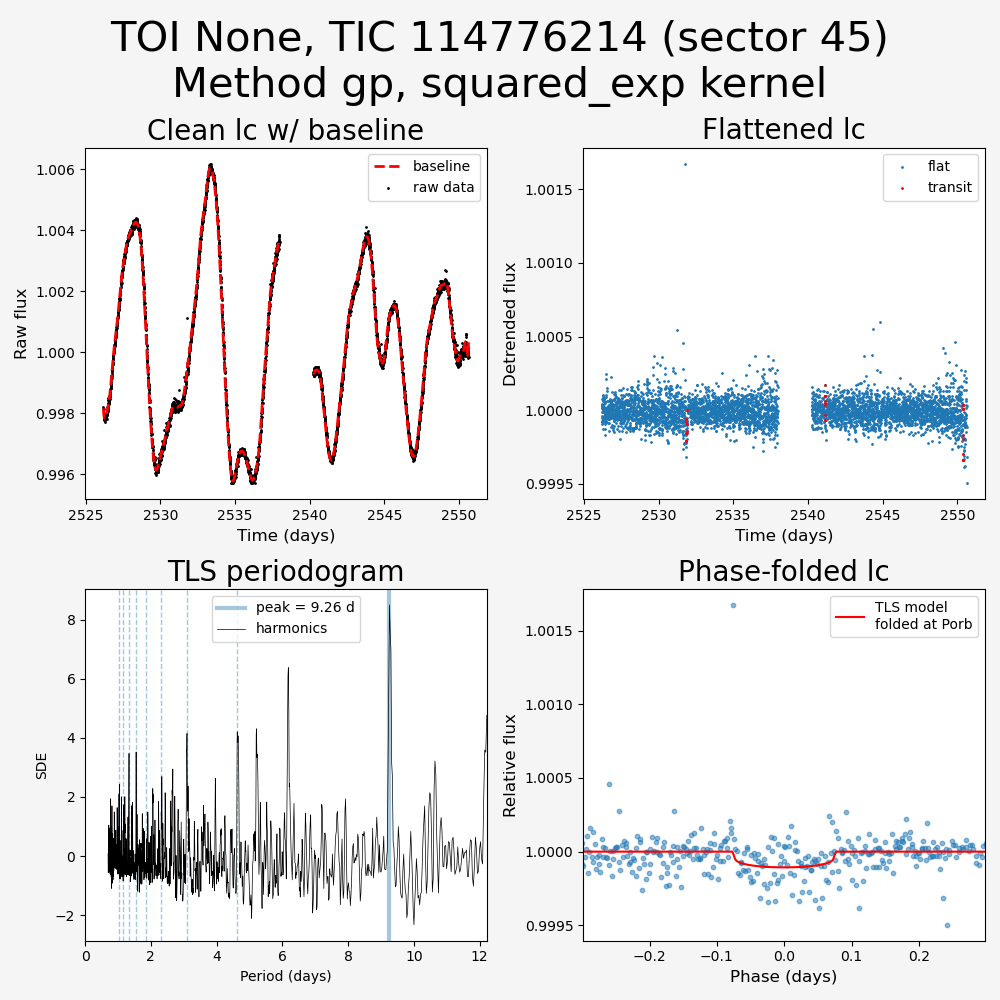 TOI None, TIC 114776214 (sector 45)
Method gp, squared_exp kernel
Clean lc w/ baseline
Raw flux
1.006
1.004
1.002
1.000
0.998
0.996
baseline
raw data
2525
2530
2535
2540
2545
2550
Time (days)
Flattened lc
Detrended flux
1.0015
1.0010
1.0005
1.0000
0.9995
flat
transit
2525
2530
2535
2540
2545
2550
Time (days)
TLS periodogram
SDE
8
6
4
2
0
−2
peak = 9.26 d
harmonics
0
2
4
6
8
10
12
Period (days)
Phase-folded lc
Relative flux
1.0015
1.0010
1.0005
1.0000
0.9995
TLS model
folded at Porb
−0.2
−0.1
0.0
0.1
0.2
Phase (days)